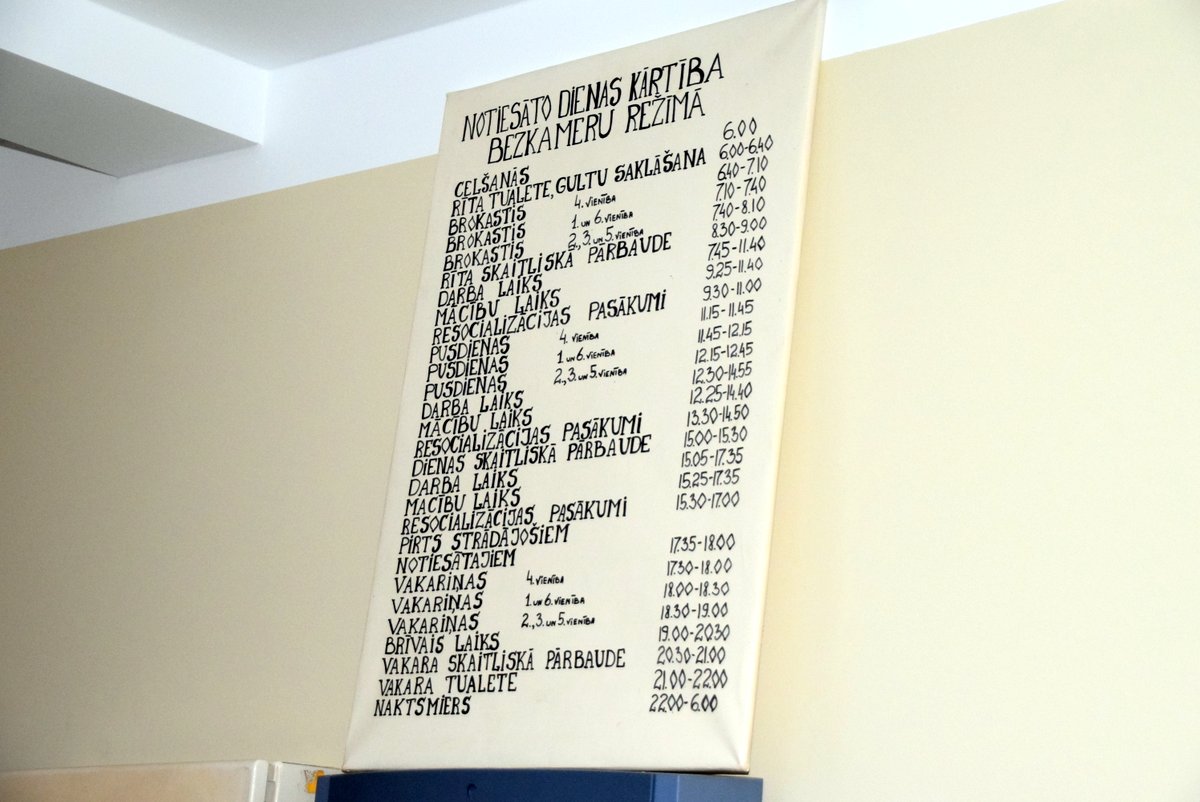 NOTIESĀTO DIENAS KĀRTĪBA
BEZKAMERU REŽĪMĀ
CELŠANĀS 6.00
RĪTA TUALETE, GULTU SAKLĀŠANA 6.00-6.40
BROKASTIS 4. VIENĪBA 6.40-7.10
BROKASTIS 1. UN 6. VIENĪBA 7.10-7.40
BROKASTIS 2., 3. UN 5. VIENĪBA 7.40-8.10
RĪTA SKAITLISKĀ PĀRBAUDE 8.30-9.00
DARBA LAIKS 7.45-11.40
MĀCĪBU LAIKS 9.25-11.40
RESOCIALIZĀCIJAS PASĀKUMI 9.30-11.00
PUSDIENAS 4. VIENĪBA 11.15-11.45
PUSDIENAS 1. UN 6. VIENĪBA 11.45-12.15
PUSDIENAS 2., 3. UN 5. VIENĪBA 12.15-12.45
DARBA LAIKS 12.30-14.55
MĀCĪBU LAIKS 12.25-14.40
RESOCIALIZĀCIJAS PASĀKUMI 13.30-14.50
DIENAS SKAITLISKĀ PĀRBAUDE 15.00-15.30
DARBA LAIKS 15.05-17.35
MĀCĪBU LAIKS 15.25-17.35
RESOCIALIZĀCIJAS PASĀKUMI 15.30-17.00
PIRTS STRĀDĀJOŠIEM
NOTIESĀTAJIEM 17.35-18.00
VAKARIŅAS 4. VIENĪBA 17.30-18.00
VAKARIŅAS 1. UN 6. VIENĪBA 18.00-18.30
VAKARIŅAS 2., 3. UN 5. VIENĪBA 18.30-19.00
BRĪVAIS LAIKS 19.00-20.30
VAKARA SKAITLISKĀ PĀRBAUDE 20.30-21.00
VAKARA TUALETE 21.00-22.00
NAKTSMIERS 22.00-6.00